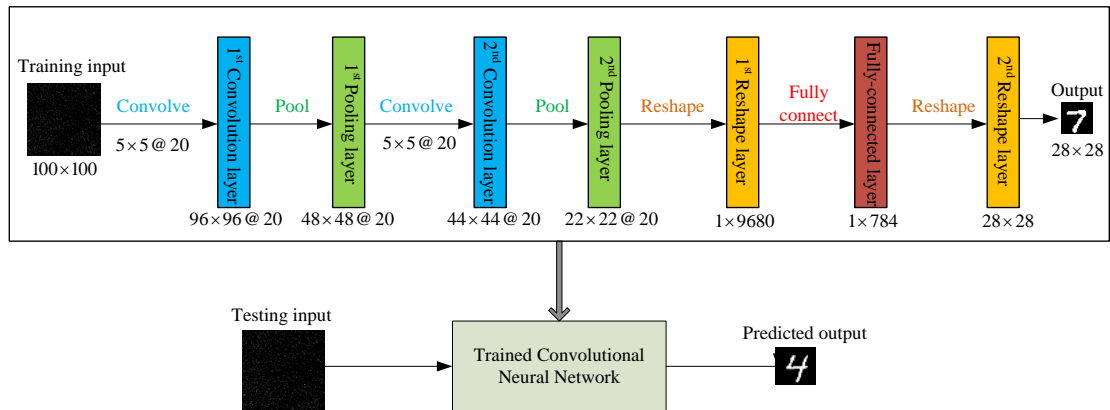 Training input
100×100
Convolve
5×5@20
1st Convolution layer
96×96@20
Pool
1st Pooling layer
48×48@20
Convolve
5×5@20
2nd Convolution layer
44×44@20
Pool
2nd Pooling layer
22×22@20
Reshape
1st Reshape layer
1×9680
Fully
connect
Fully-connected layer
1×784
Reshape
2nd Reshape layer
28×28
Output
7
28×28
Testing input
Trained Convolutional
Neural Network
Predicted output
4